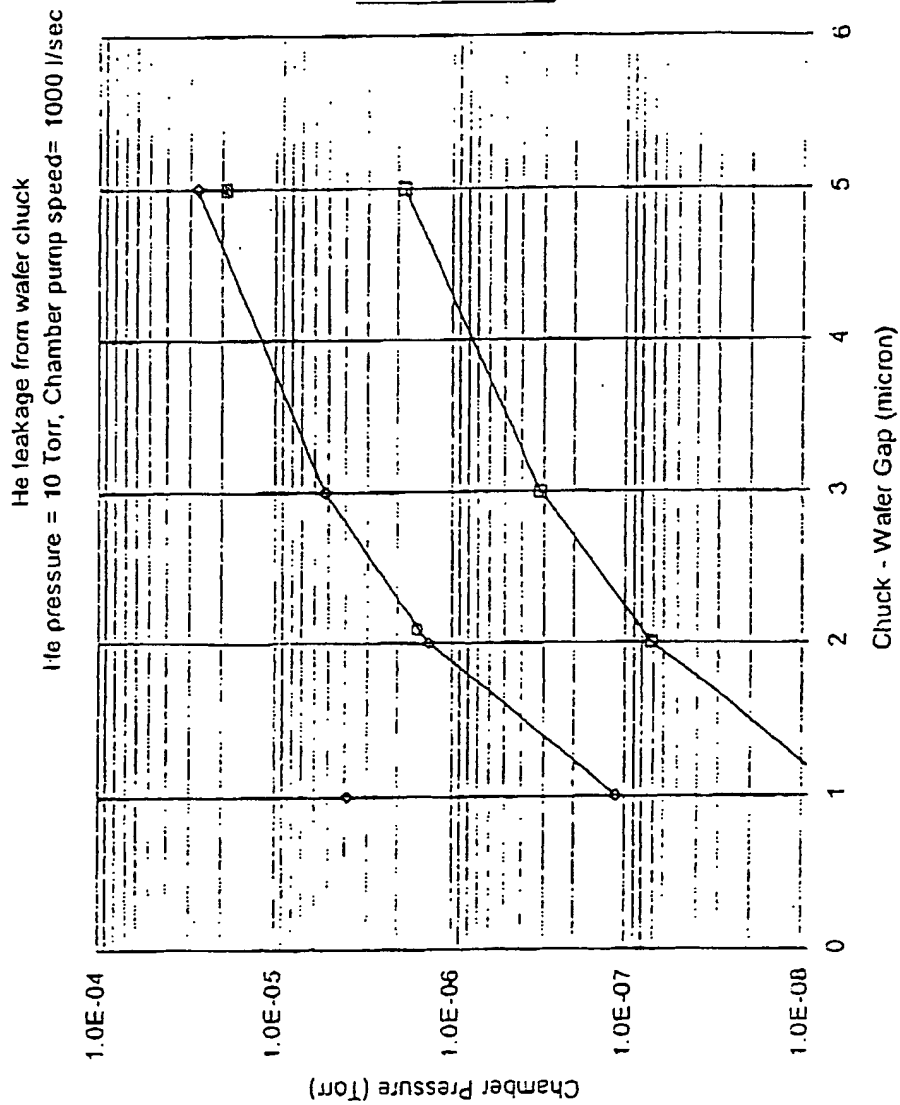 He leakage from wafer chuck
He pressure = 10 Torr, Chamber pump speed= 1000 l/sec
1.0E-04
1.0E-05
1.0E-06
1.0E-07
1.0E-08
Chamber Pressure (Torr)
0
1
2
3
4
5
6
Chuck - Wafer Gap (micron)